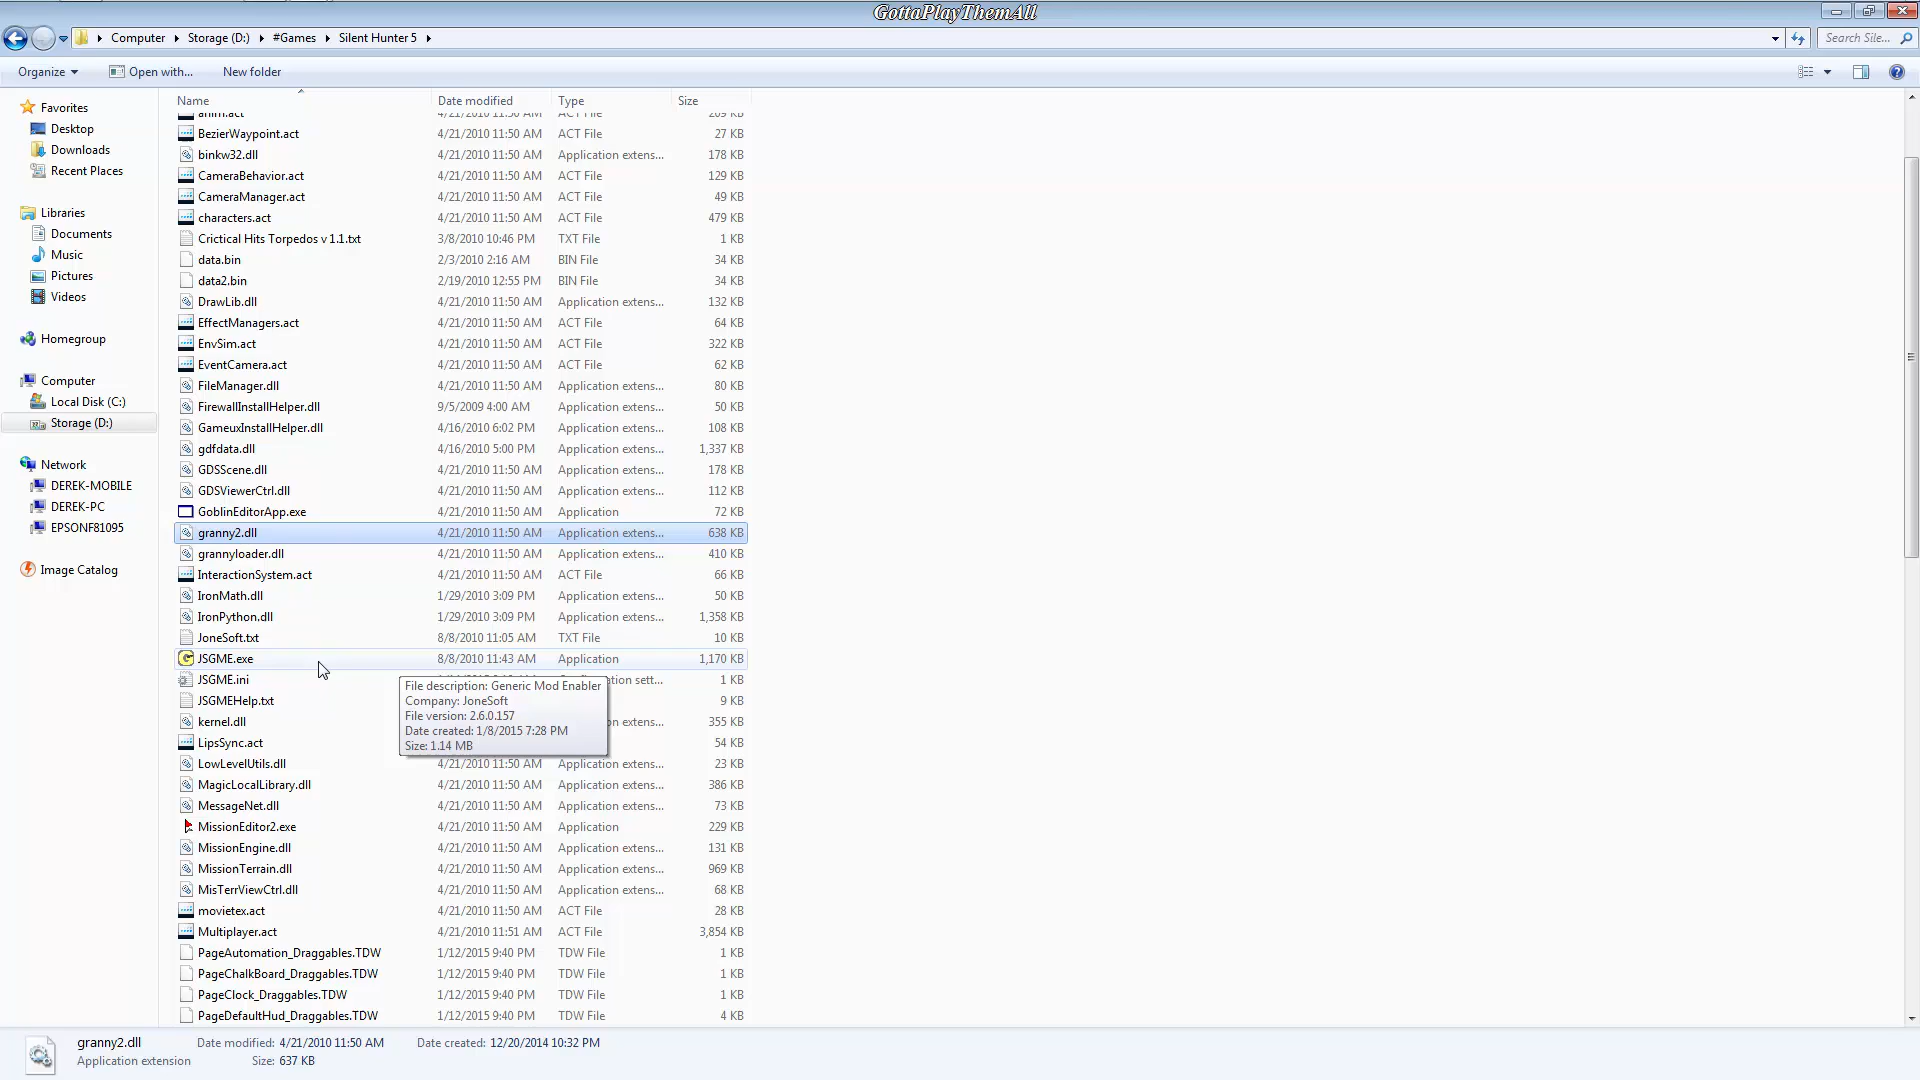 GottaPlayThemAll
Computer Storage (D:) #Games Silent Hunter 5 Search Sile...
Organize Open with... New folder
Name Date modified Type Size
Favorites
Desktop
Downloads
Recent Places
Libraries
Documents
Music
Pictures
Videos
Homegroup
Computer
Local Disk (C:)
Storage (D:)
Network
DEREK-MOBILE
DEREK-PC
EPSONF81095
Image Catalog
anim.act 4/21/2010 11:50 AM ACT File 209 KB
BezierWaypoint.act 4/21/2010 11:50 AM ACT File 27 KB
binkw32.dll 4/21/2010 11:50 AM Application extens... 178 KB
CameraBehavior.act 4/21/2010 11:50 AM ACT File 129 KB
CameraManager.act 4/21/2010 11:50 AM ACT File 49 KB
characters.act 4/21/2010 11:50 AM ACT File 479 KB
Crictical Hits Torpedos v 1.1.txt 3/8/2010 10:46 PM TXT File 1 KB
data.bin 2/3/2010 2:16 AM BIN File 34 KB
data2.bin 2/19/2010 12:55 PM BIN File 34 KB
DrawLib.dll 4/21/2010 11:50 AM Application extens... 132 KB
EffectManagers.act 4/21/2010 11:50 AM ACT File 64 KB
EnvSim.act 4/21/2010 11:50 AM ACT File 322 KB
EventCamera.act 4/21/2010 11:50 AM ACT File 62 KB
FileManager.dll 4/21/2010 11:50 AM Application extens... 80 KB
FirewallInstallHelper.dll 9/5/2009 4:00 AM Application extens... 50 KB
GameuxInstallHelper.dll 4/16/2010 6:02 PM Application extens... 108 KB
gdfdata.dll 4/16/2010 5:00 PM Application extens... 1,337 KB
GDSScene.dll 4/21/2010 11:50 AM Application extens... 178 KB
GDSViewerCtrl.dll 4/21/2010 11:50 AM Application extens... 112 KB
GoblinEditorApp.exe 4/21/2010 11:50 AM Application 72 KB
granny2.dll 4/21/2010 11:50 AM Application extens... 638 KB
grannyloader.dll 4/21/2010 11:50 AM Application extens... 410 KB
InteractionSystem.act 4/21/2010 11:50 AM ACT File 66 KB
IronMath.dll 1/29/2010 3:09 PM Application extens... 50 KB
IronPython.dll 1/29/2010 3:09 PM Application extens... 1,358 KB
JoneSoft.txt 8/8/2010 11:05 AM TXT File 10 KB
JSGME.exe 8/8/2010 11:43 AM Application 1,170 KB
JSGME.ini ation sett... 1 KB
JSGMEHelp.txt 9 KB
kernel.dll on extens... 355 KB
LipsSync.act 54 KB
File description: Generic Mod Enabler
Company: JoneSoft
File version: 2.6.0.157
Date created: 1/8/2015 7:28 PM
Size: 1.14 MB
LowLevelUtils.dll 4/21/2010 11:50 AM Application extens... 23 KB
MagicLocalLibrary.dll 4/21/2010 11:50 AM Application extens... 386 KB
MessageNet.dll 4/21/2010 11:50 AM Application extens... 73 KB
MissionEditor2.exe 4/21/2010 11:50 AM Application 229 KB
MissionEngine.dll 4/21/2010 11:50 AM Application extens... 131 KB
MissionTerrain.dll 4/21/2010 11:50 AM Application extens... 969 KB
MisTerrViewCtrl.dll 4/21/2010 11:50 AM Application extens... 68 KB
movietex.act 4/21/2010 11:50 AM ACT File 28 KB
Multiplayer.act 4/21/2010 11:51 AM ACT File 3,854 KB
PageAutomation_Draggables.TDW 1/12/2015 9:40 PM TDW File 1 KB
PageChalkBoard_Draggables.TDW 1/12/2015 9:40 PM TDW File 1 KB
PageClock_Draggables.TDW 1/12/2015 9:40 PM TDW File 1 KB
PageDefaultHud_Draggables.TDW 1/12/2015 9:40 PM TDW File 4 KB
granny2.dll Date modified: 4/21/2010 11:50 AM Date created: 12/20/2014 10:32 PM
Application extension Size: 637 KB